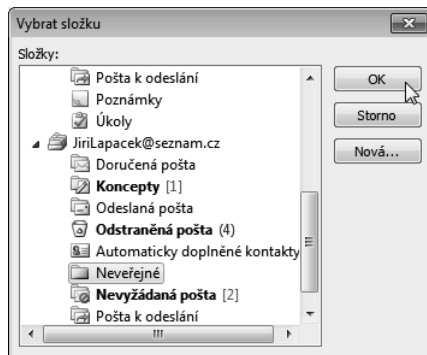 Vybrat složku
Složky:
Pošta k odeslání
OK
Poznámky
Úkoly
Storno
JiriLapacek@seznam.cz
Doručená pošta
Nová...
Koncepty [1]
Odeslaná pošta
Odstraněná pošta (4)
Automaticky doplněné kontakty
Neveřejné
Nevyžádaná pošta [2]
Pošta k odeslání